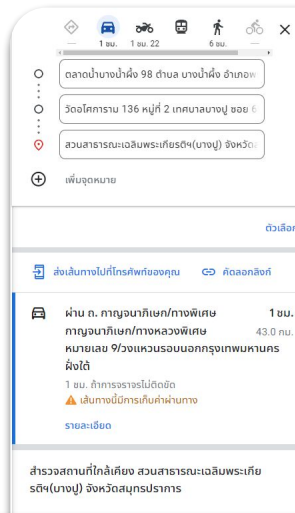 1 ชม.
1 ชม. 22
6 ชม.
ตลาดน้ำบางน้ำผึ้ง 98 ตำบล บางน้ำผึ้ง อำเภอพ
วัดอโศการาม 136 หมู่ที่ 2 เทศบาลบางปู ซอย 6
สวนสาธารณะเฉลิมพระเกียรติฯ(บางปู) จังหวัด
เพิ่มจุดหมาย
ตัวเลือก
ส่งเส้นทางไปที่โทรศัพท์ของคุณ
คัดลอกลิงก์
ผ่าน ถ. กาญจนาภิเษก/ทางพิเศษ 1 ชม.
กาญจนาภิเษก/ทางหลวงพิเศษ 43.0 กม.
หมายเลข 9/วงแหวนรอบนอกกรุงเทพมหานคร
ฝั่งใต้
1 ชม. ถ้าการจราจรไม่ติดขัด
เส้นทางนี้มีการเก็บค่าผ่านทาง
รายละเอียด
สำรวจสถานที่ใกล้เคียง สวนสาธารณะเฉลิมพระเกีย
รติฯ(บางปู) จังหวัดสมุทรปราการ